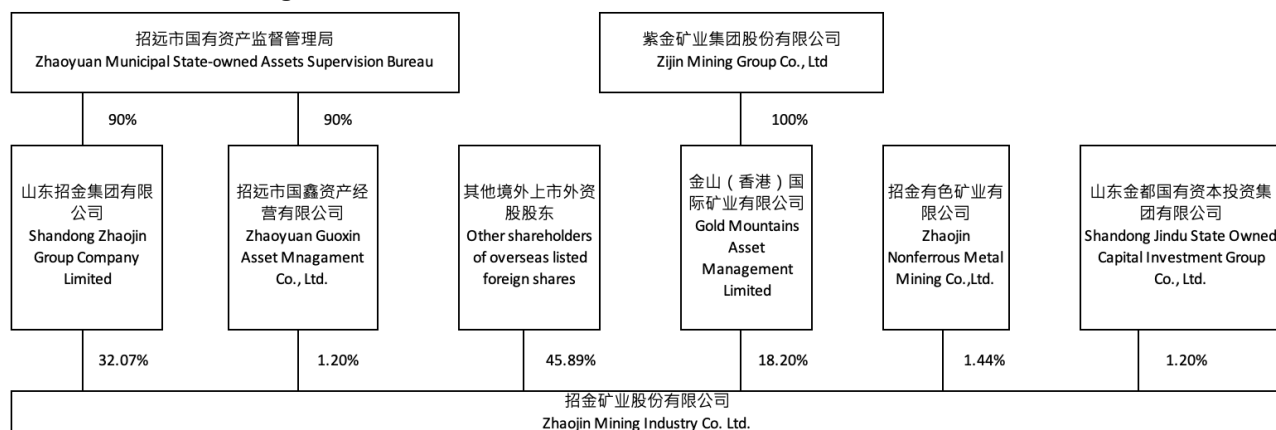 招远市国有资产监督管理局
Zhaoyuan Municipal State-owned Assets Supervision Bureau
紫金矿业集团股份有限公司
Zijin Mining Group Co., Ltd
90%
90%
100%
山东招金集团有限
公司
Shandong Zhaojin
Group Company
Limited
招远市国鑫资产经
营有限公司
Zhaoyuan Guoxin
Asset Mnagament
Co., Ltd.
其他境外上市外资
股股东
Other shareholders
of overseas listed
foreign shares
金山（香港）国
际矿业有限公司
Gold Mountains
Asset
Management
Limited
招金有色矿业有
限公司
Zhaojin
Nonferrous Metal
Mining Co.,Ltd.
山东金都国有资本投资集
团有限公司
Shandong Jindu State Owned
Capital Investment Group
Co., Ltd.
32.07%
1.20%
45.89%
18.20%
1.44%
1.20%
招金矿业股份有限公司
Zhaojin Mining Industry Co. Ltd.